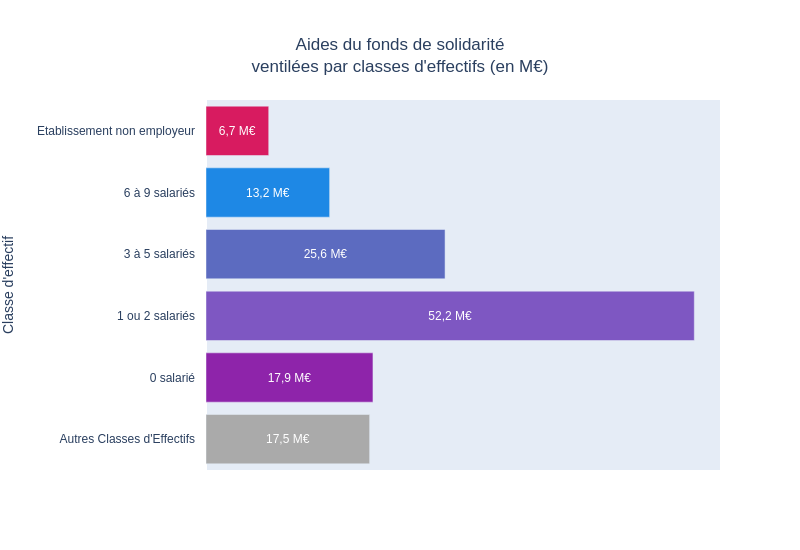 Aides du fonds de solidarité
ventilées par classes d'effectifs (en M€)
Classe d'effectif
Etablissement non employeur
6,7 M€
6 à 9 salariés
13,2 M€
3 à 5 salariés
25,6 M€
1 ou 2 salariés
52,2 M€
0 salarié
17,9 M€
Autres Classes d'Effectifs
17,5 M€